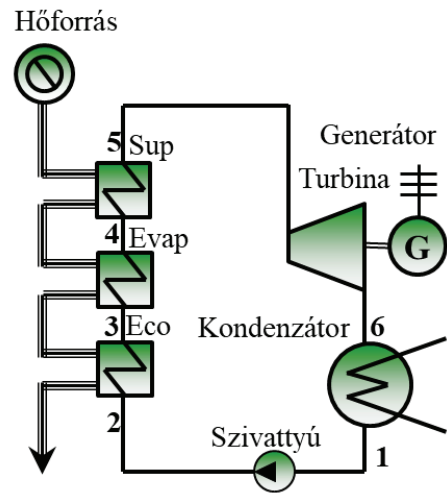 Hőforrás
5 Sup
Generátor
Turbina
4 Evap
G
3 Eco
Kondenzátor
6
2
Szivattyú
1